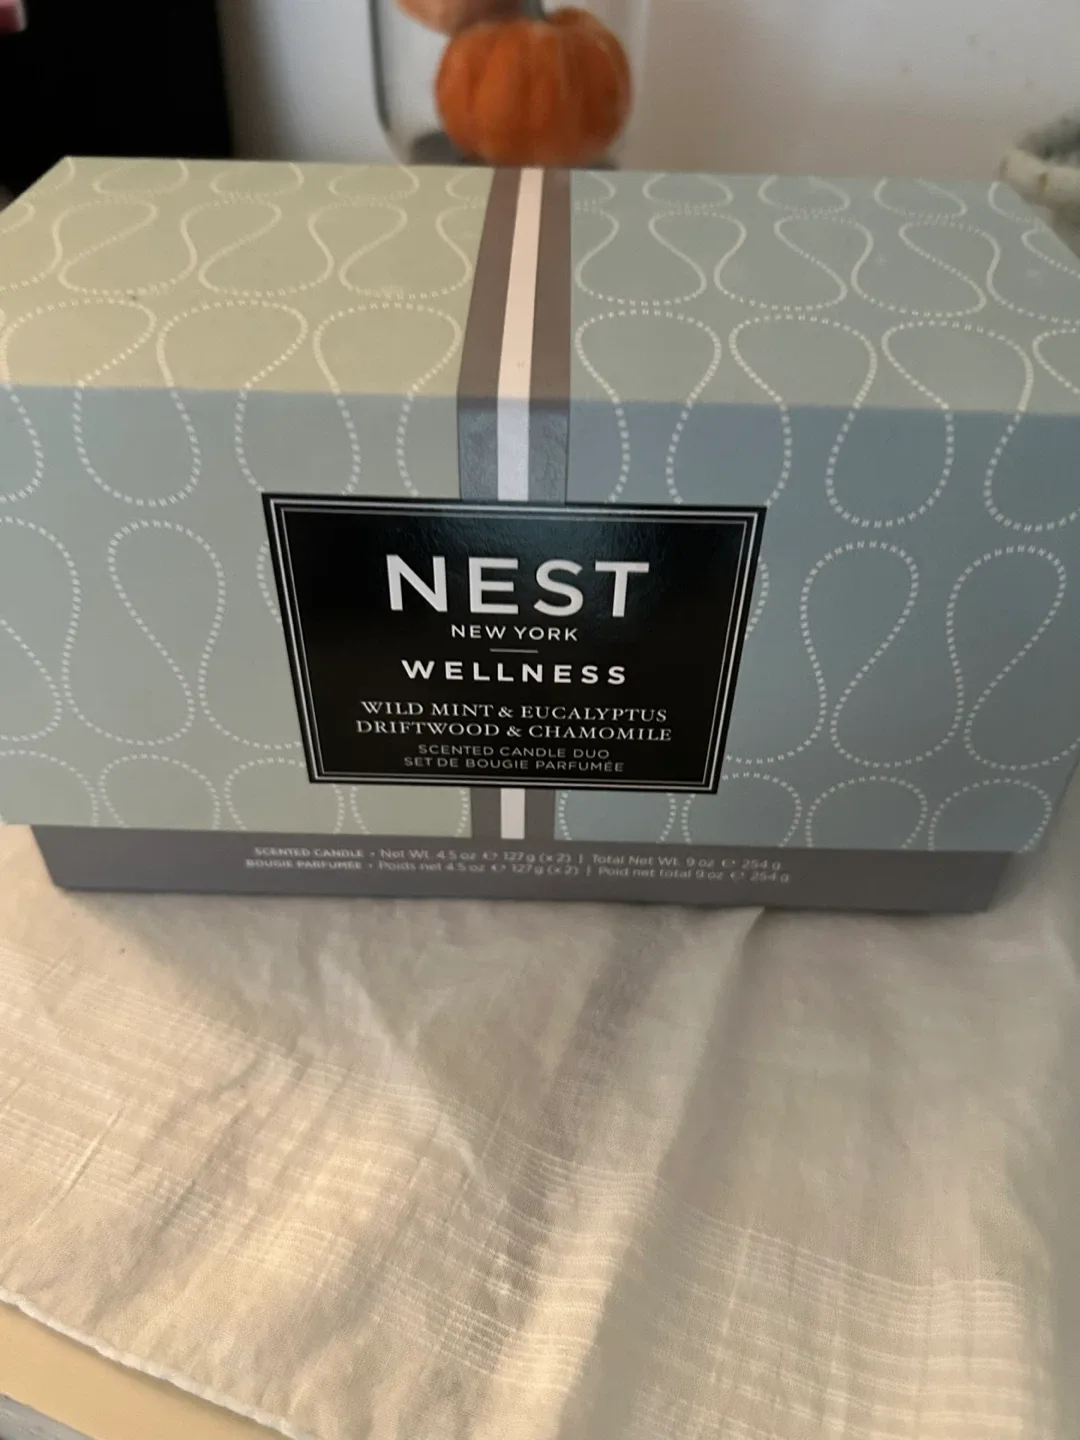 NEST
NEW YORK
WELLNESS
WILD MINT & EUCALYPTUS
DRIFTWOOD & CHAMOMILE
SCENTED CANDLE DUO
SET DE BOUGIE PARFUMÉE
SCENTED CANDLE • Net Wt. 4.5 oz ℮ 127 g (x 2) | Total Net Wt. 9 oz ℮ 254 g
BOUGIE PARFUMÉE • Poids net 4.5 oz ℮ 127 g (x 2) | Poid net total 9 oz ℮ 254 g